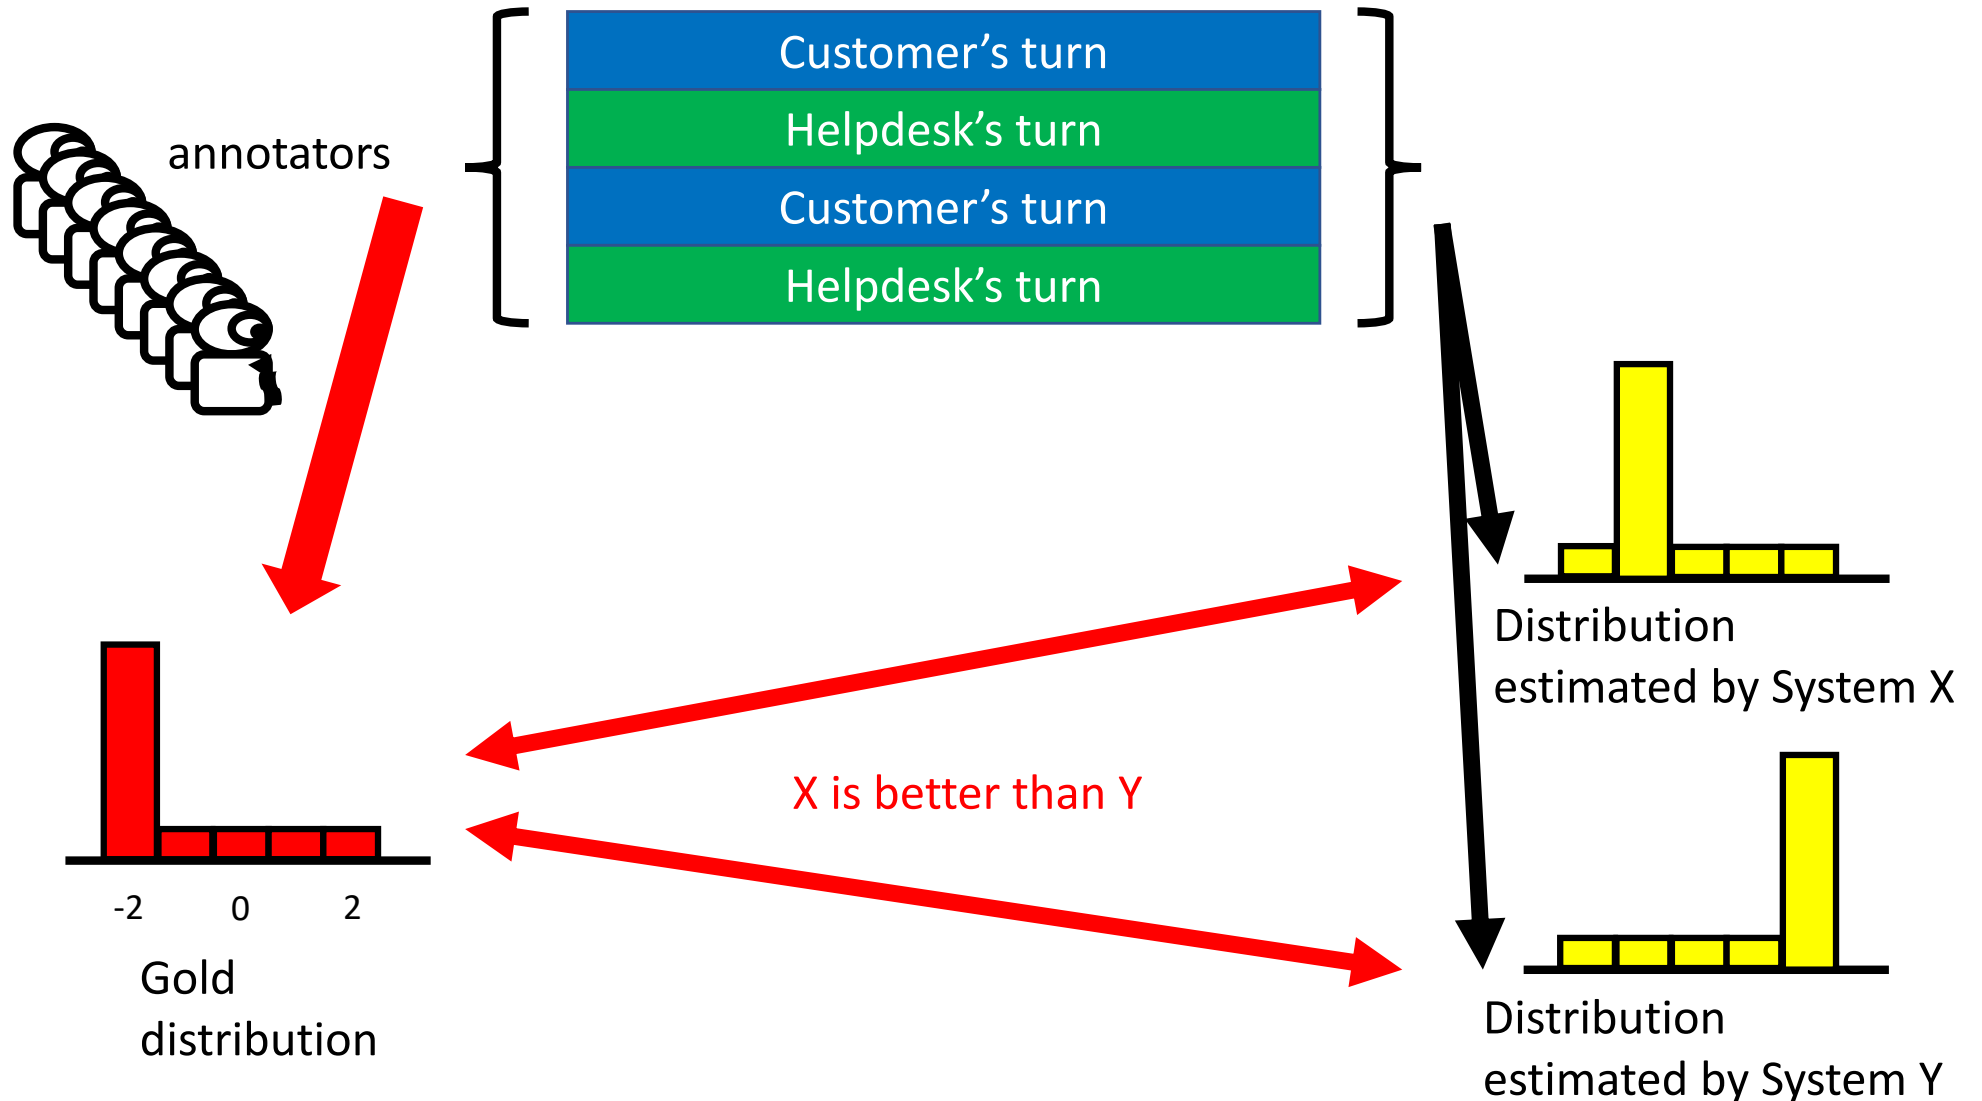 Customer’s turn
Helpdesk’s turn
Customer’s turn
Helpdesk’s turn
annotators
Distribution
estimated by System X
X is better than Y
-2 0 2
Gold
distribution
Distribution
estimated by System Y